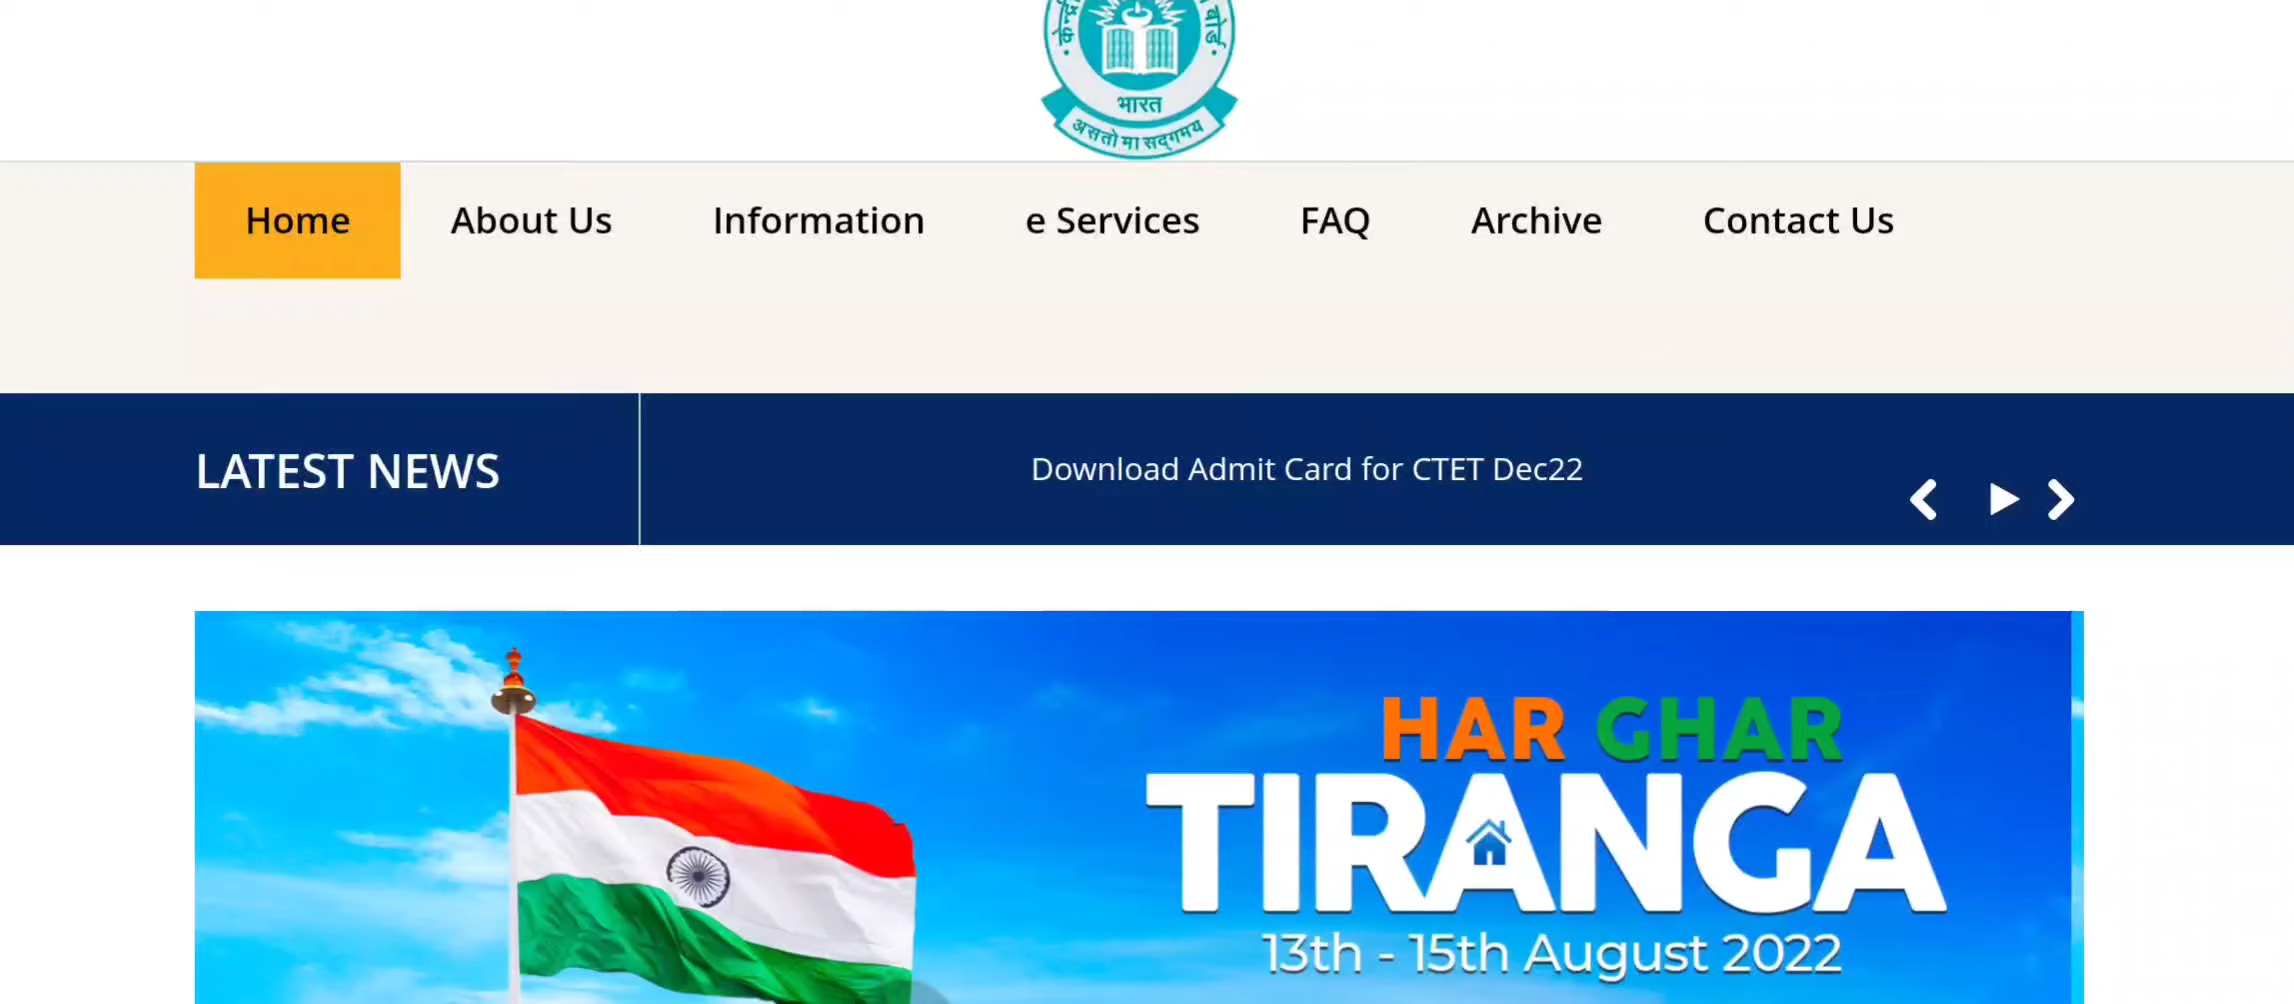 केन्द्री
बोर्ड
भारत
असतो मा सद्गमय
Home
About Us
Information
e Services
FAQ
Archive
Contact Us
LATEST NEWS
Download Admit Card for CTET Dec22
HAR GHAR
TIRANGA
13th - 15th August 2022